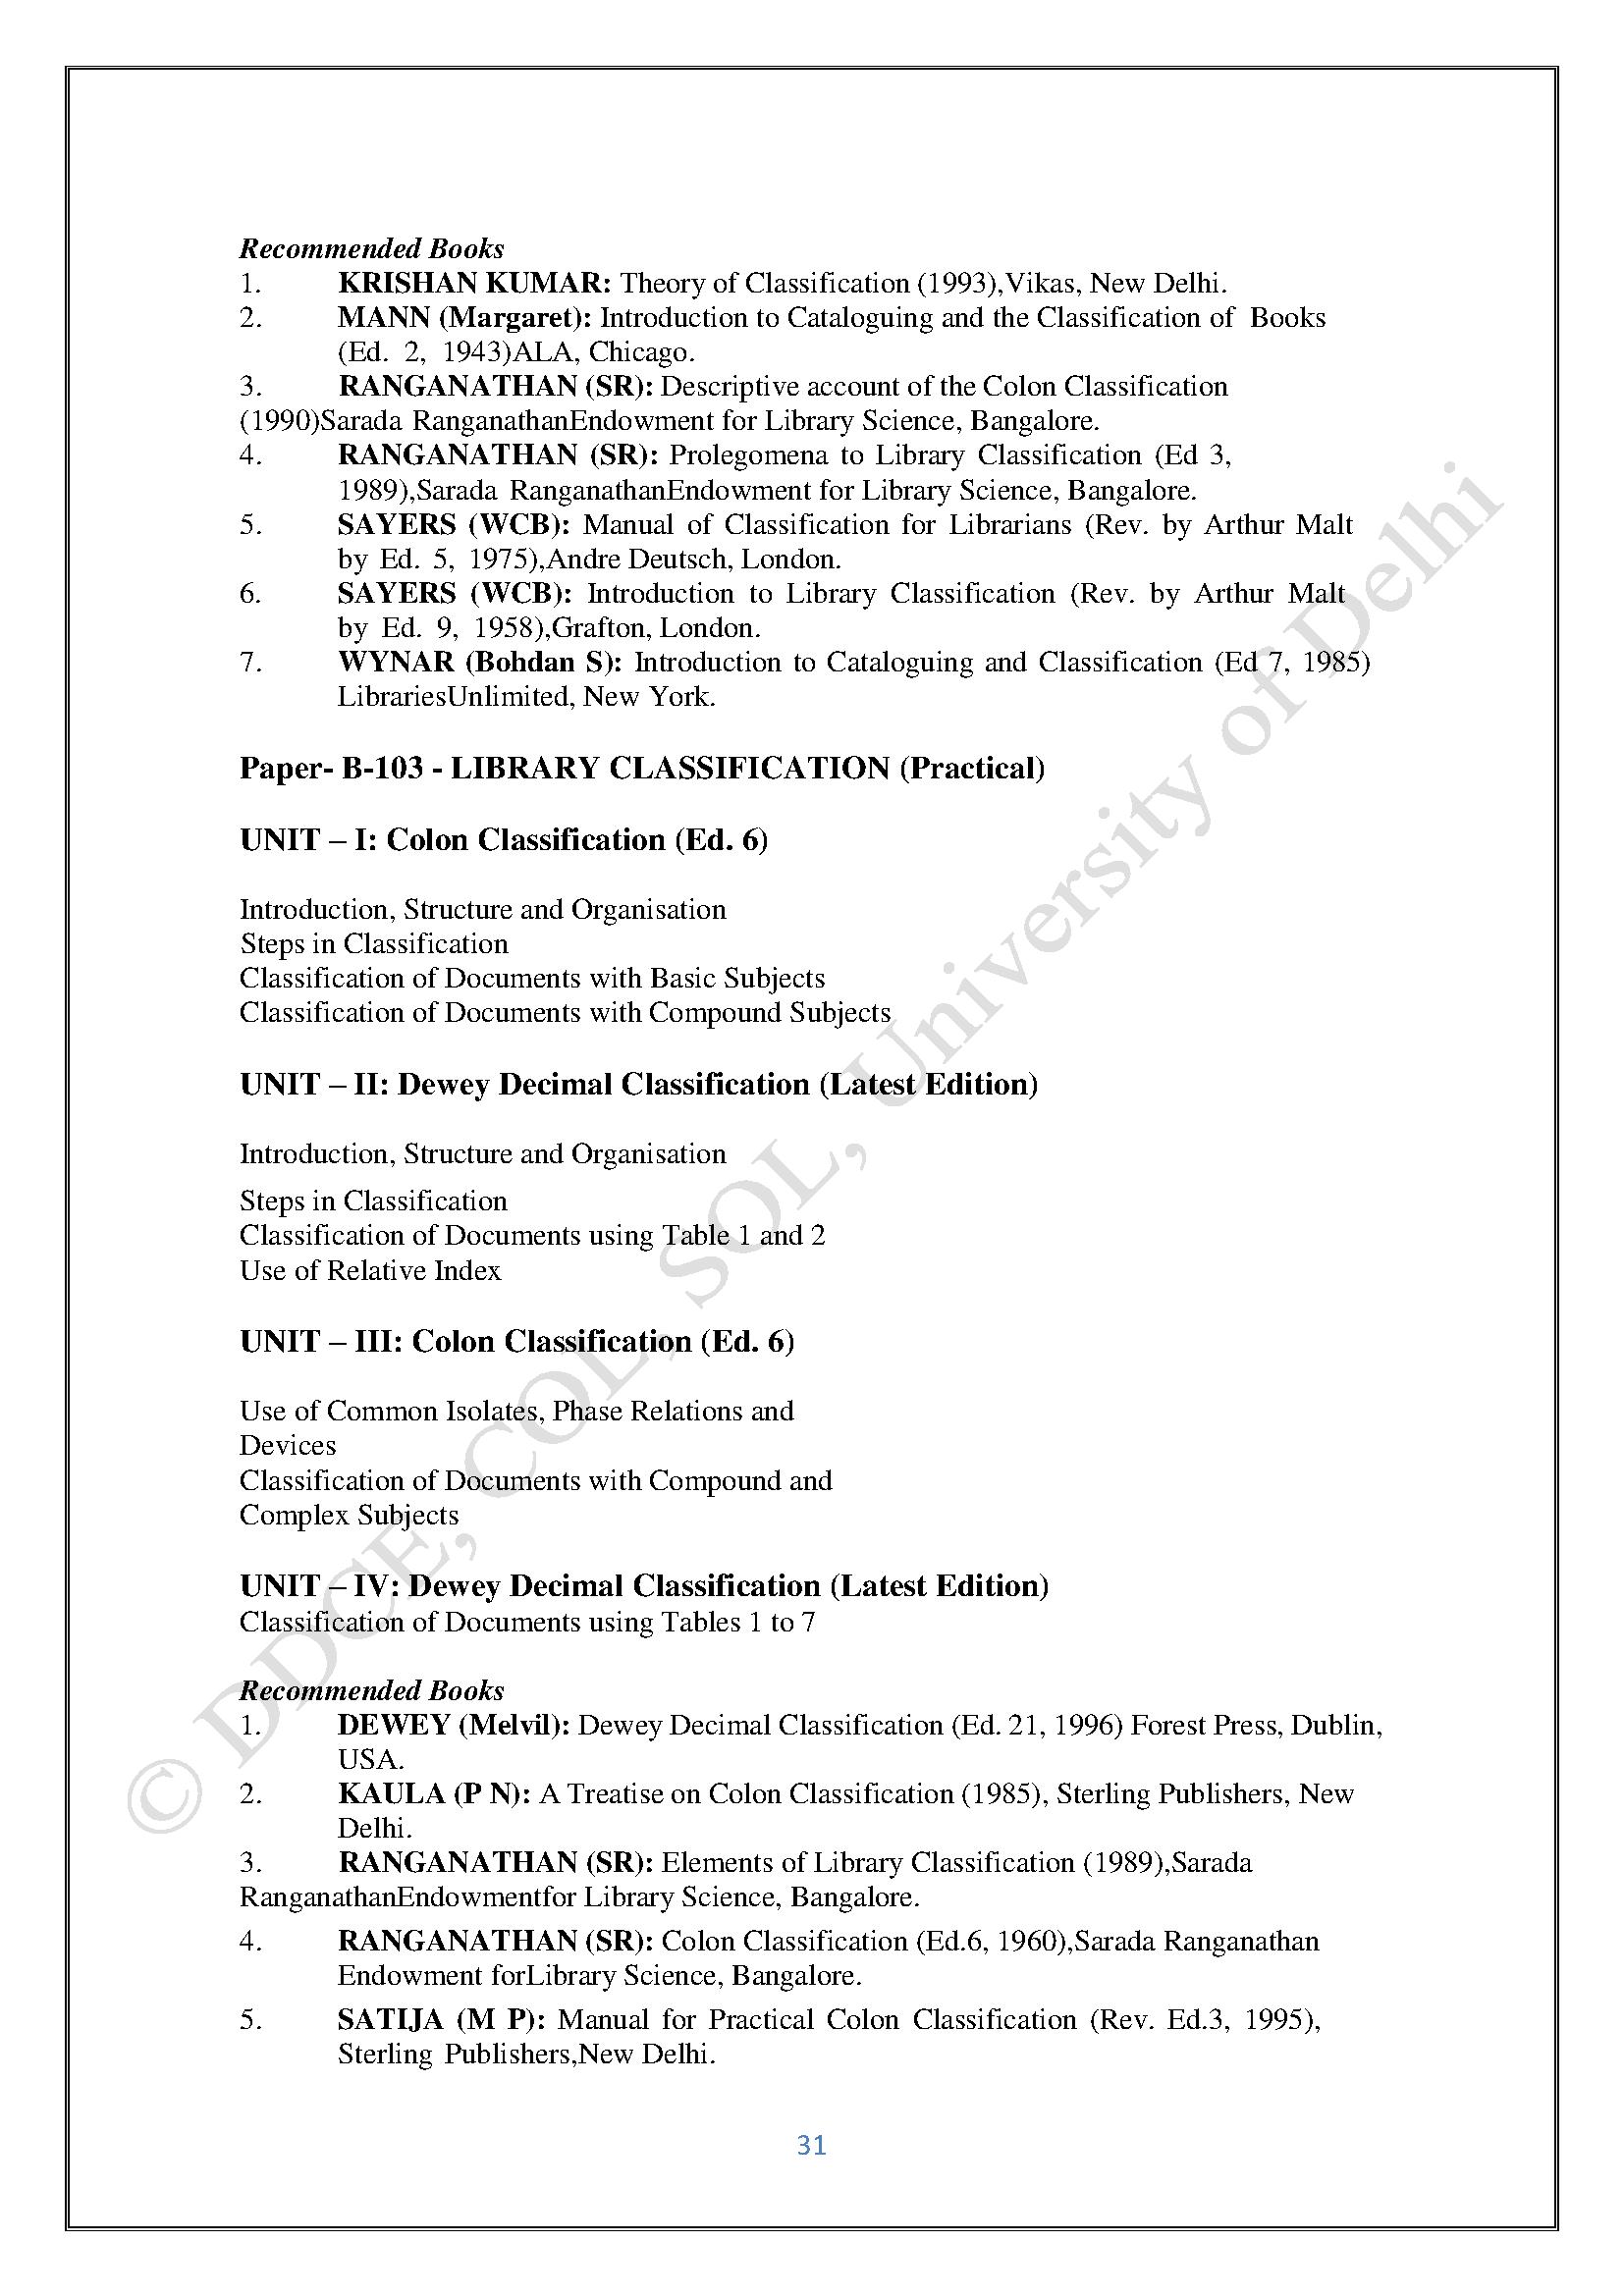 Recommended Books
1. KRISHAN KUMAR: Theory of Classification (1993),Vikas, New Delhi.
2. MANN (Margaret): Introduction to Cataloguing and the Classification of Books
(Ed. 2, 1943)ALA, Chicago.
3. RANGANATHAN (SR): Descriptive account of the Colon Classification
(1990)Sarada RanganathanEndowment for Library Science, Bangalore.
4. RANGANATHAN (SR): Prolegomena to Library Classification (Ed 3,
1989),Sarada RanganathanEndowment for Library Science, Bangalore.
5. SAYERS (WCB): Manual of Classification for Librarians (Rev. by Arthur Malt
by Ed. 5, 1975),Andre Deutsch, London.
6. SAYERS (WCB): Introduction to Library Classification (Rev. by Arthur Malt
by Ed. 9, 1958),Grafton, London.
7. WYNAR (Bohdan S): Introduction to Cataloguing and Classification (Ed 7, 1985)
LibrariesUnlimited, New York.
Paper- B-103 - LIBRARY CLASSIFICATION (Practical)
UNIT – I: Colon Classification (Ed. 6)
Introduction, Structure and Organisation
Steps in Classification
Classification of Documents with Basic Subjects
Classification of Documents with Compound Subjects
UNIT – II: Dewey Decimal Classification (Latest Edition)
Introduction, Structure and Organisation
Steps in Classification
Classification of Documents using Table 1 and 2
Use of Relative Index
UNIT – III: Colon Classification (Ed. 6)
Use of Common Isolates, Phase Relations and
Devices
Classification of Documents with Compound and
Complex Subjects
UNIT – IV: Dewey Decimal Classification (Latest Edition)
Classification of Documents using Tables 1 to 7
Recommended Books
1. DEWEY (Melvil): Dewey Decimal Classification (Ed. 21, 1996) Forest Press, Dublin,
USA.
2. KAULA (P N): A Treatise on Colon Classification (1985), Sterling Publishers, New
Delhi.
3. RANGANATHAN (SR): Elements of Library Classification (1989),Sarada
RanganathanEndowmentfor Library Science, Bangalore.
4. RANGANATHAN (SR): Colon Classification (Ed.6, 1960),Sarada Ranganathan
Endowment forLibrary Science, Bangalore.
5. SATIJA (M P): Manual for Practical Colon Classification (Rev. Ed.3, 1995),
Sterling Publishers,New Delhi.
31
© DDCE, COL, SOL, University of Delhi